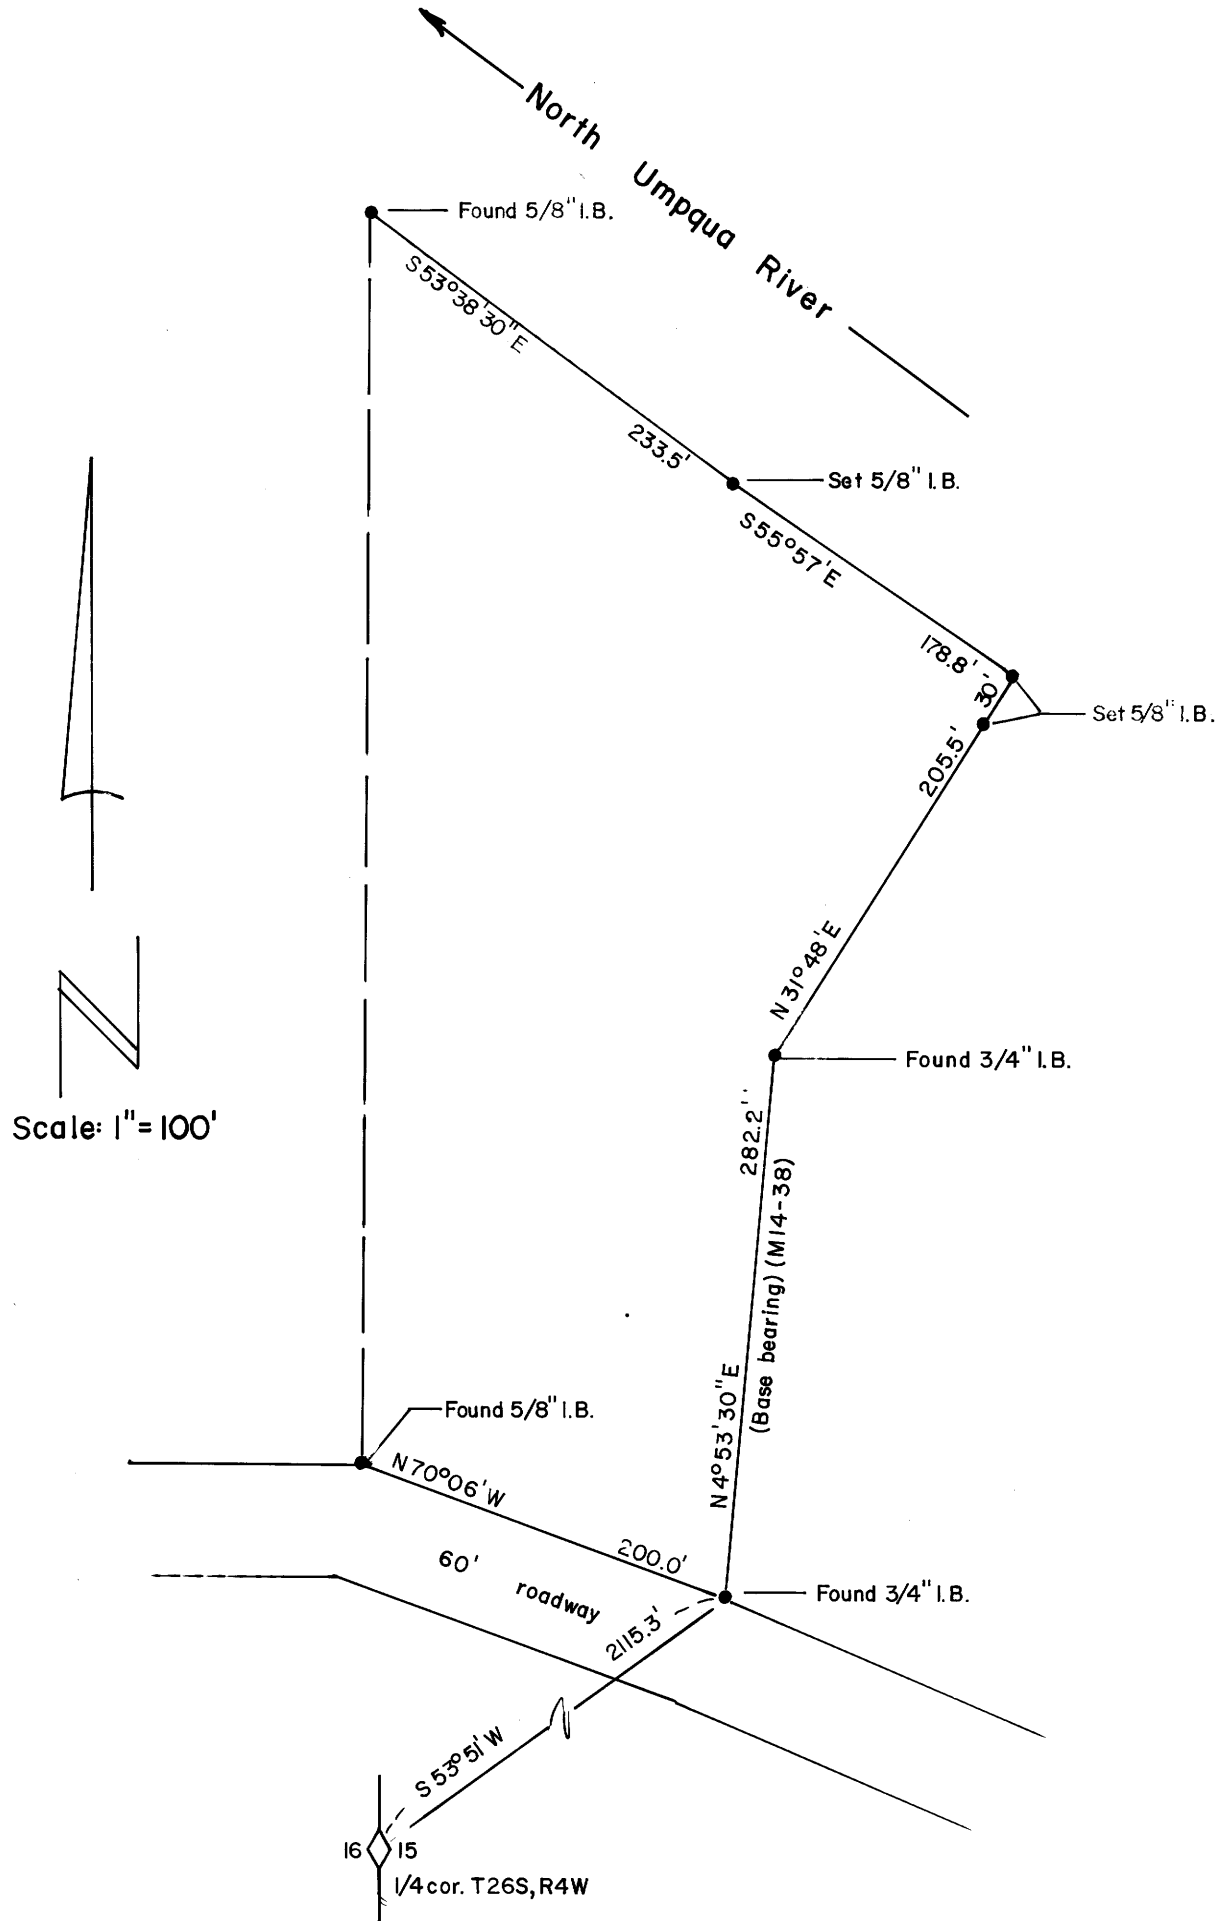 North Umpqua River
Found 5/8" I.B.
S53°38'30"E
233.5'
Set 5/8" I.B.
S55°57'E
178.8'
30'
Set 5/8" I.B.
205.5'
N31°48'E
Found 3/4" I.B.
282.2'
(Base bearing)(M14-38)
N4°53'30"E
N
Scale: 1"=100'
Found 5/8" I.B.
N70°06'W
200.0'
60' roadway
Found 3/4" I.B.
2115.3'
S53°51'W
16 15
1/4 cor. T26S, R4W